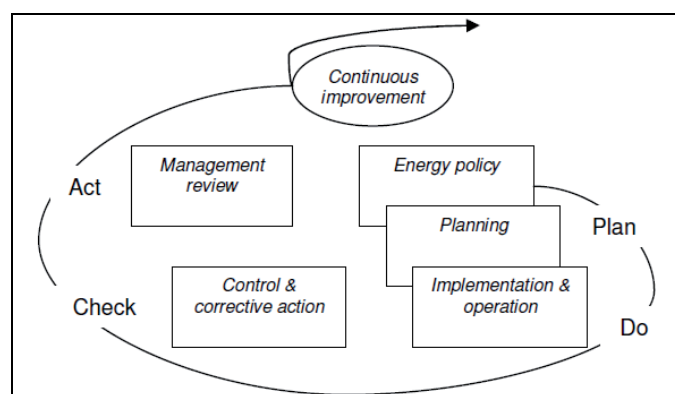 Continuous
improvement
Management
review
Energy policy
Act
Planning
Plan
Control &
corrective action
Implementation &
operation
Check
Do